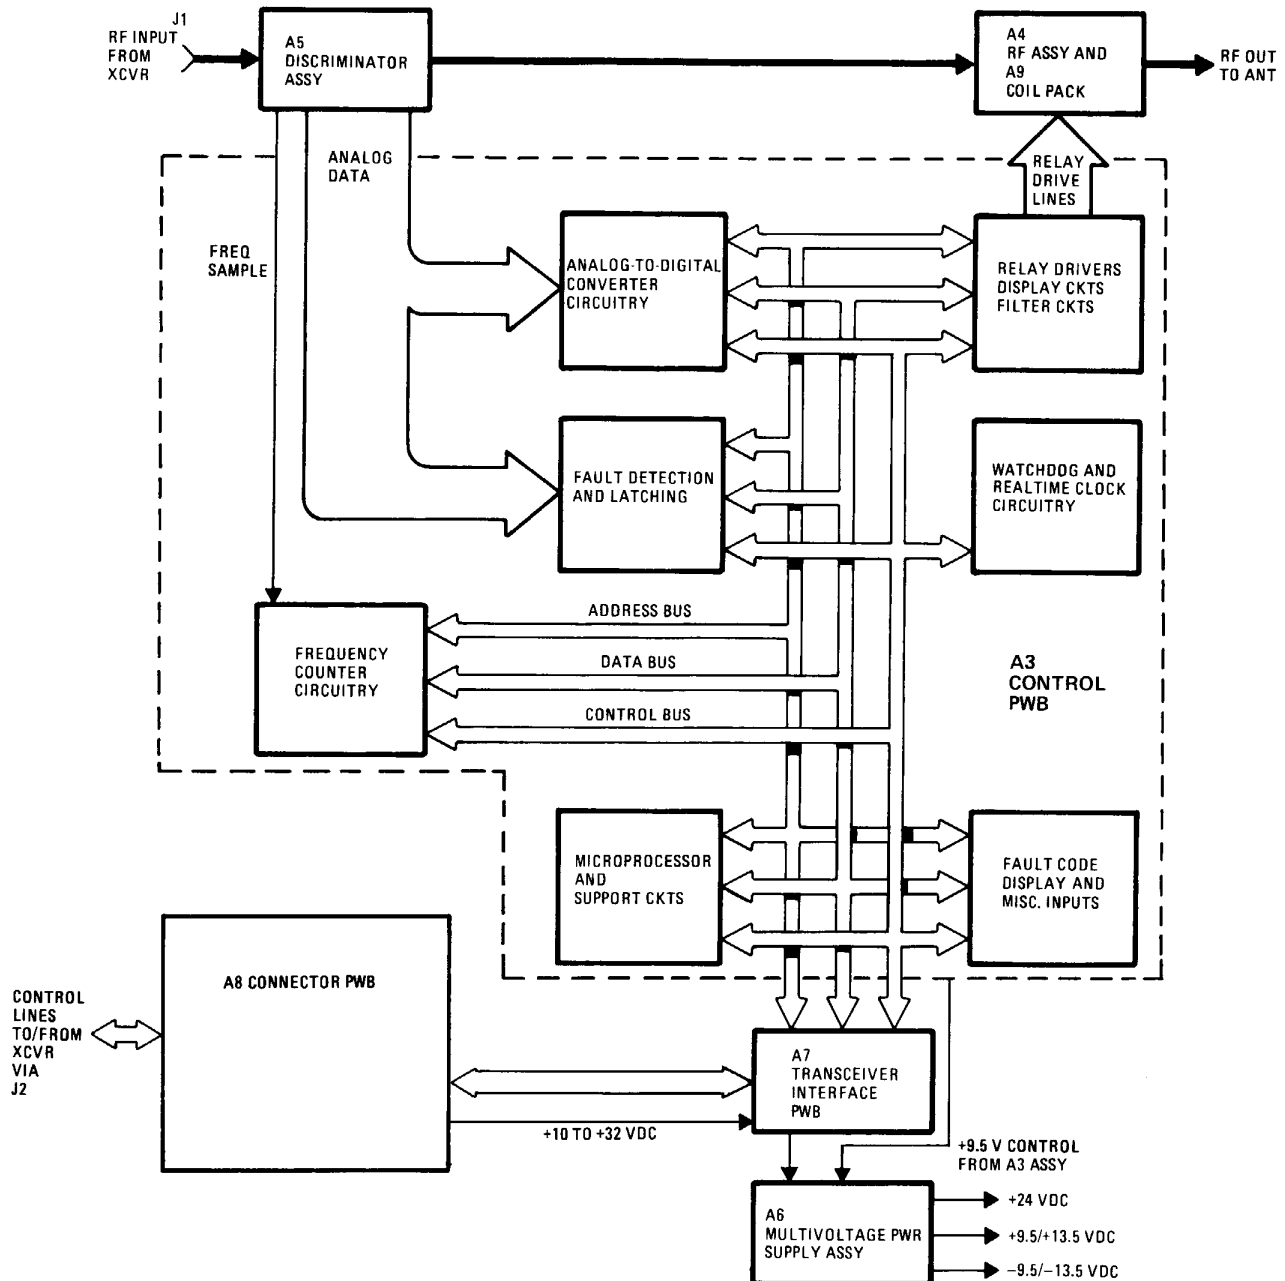 J1
RF INPUT
FROM
XCVR
A5
DISCRIMINATOR
ASSY
A4
RF ASSY AND
A9
COIL PACK
RF OUT
TO ANT
ANALOG
DATA
RELAY
DRIVE
LINES
FREQ
SAMPLE
ANALOG-TO-DIGITAL
CONVERTER
CIRCUITRY
RELAY DRIVERS
DISPLAY CKTS
FILTER CKTS
FAULT DETECTION
AND LATCHING
WATCHDOG AND
REALTIME CLOCK
CIRCUITRY
FREQUENCY
COUNTER
CIRCUITRY
ADDRESS BUS
DATA BUS
CONTROL BUS
A3
CONTROL
PWB
MICROPROCESSOR
AND
SUPPORT CKTS
FAULT CODE
DISPLAY AND
MISC. INPUTS
A8 CONNECTOR PWB
CONTROL
LINES
TO/FROM
XCVR
VIA
J2
A7
TRANSCEIVER
INTERFACE
PWB
+10 TO +32 VDC
+9.5 V CONTROL
FROM A3 ASSY
A6
MULTIVOLTAGE PWR
SUPPLY ASSY
+24 VDC
+9.5/+13.5 VDC
−9.5/−13.5 VDC